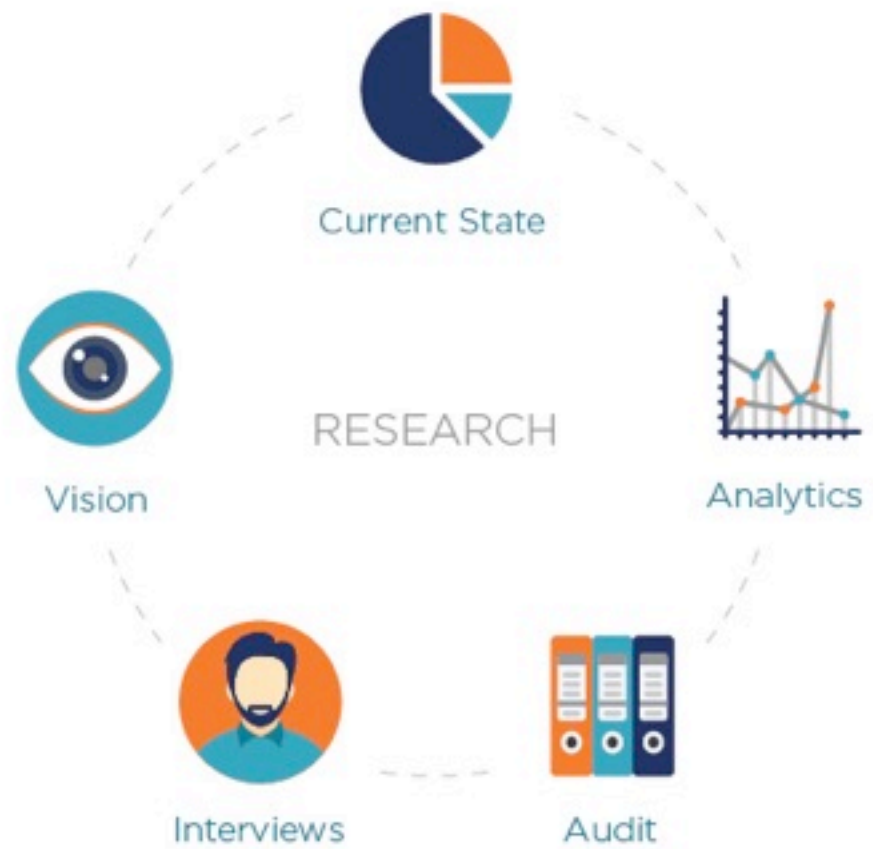 Current State
Vision
RESEARCH
Analytics
Interviews
Audit